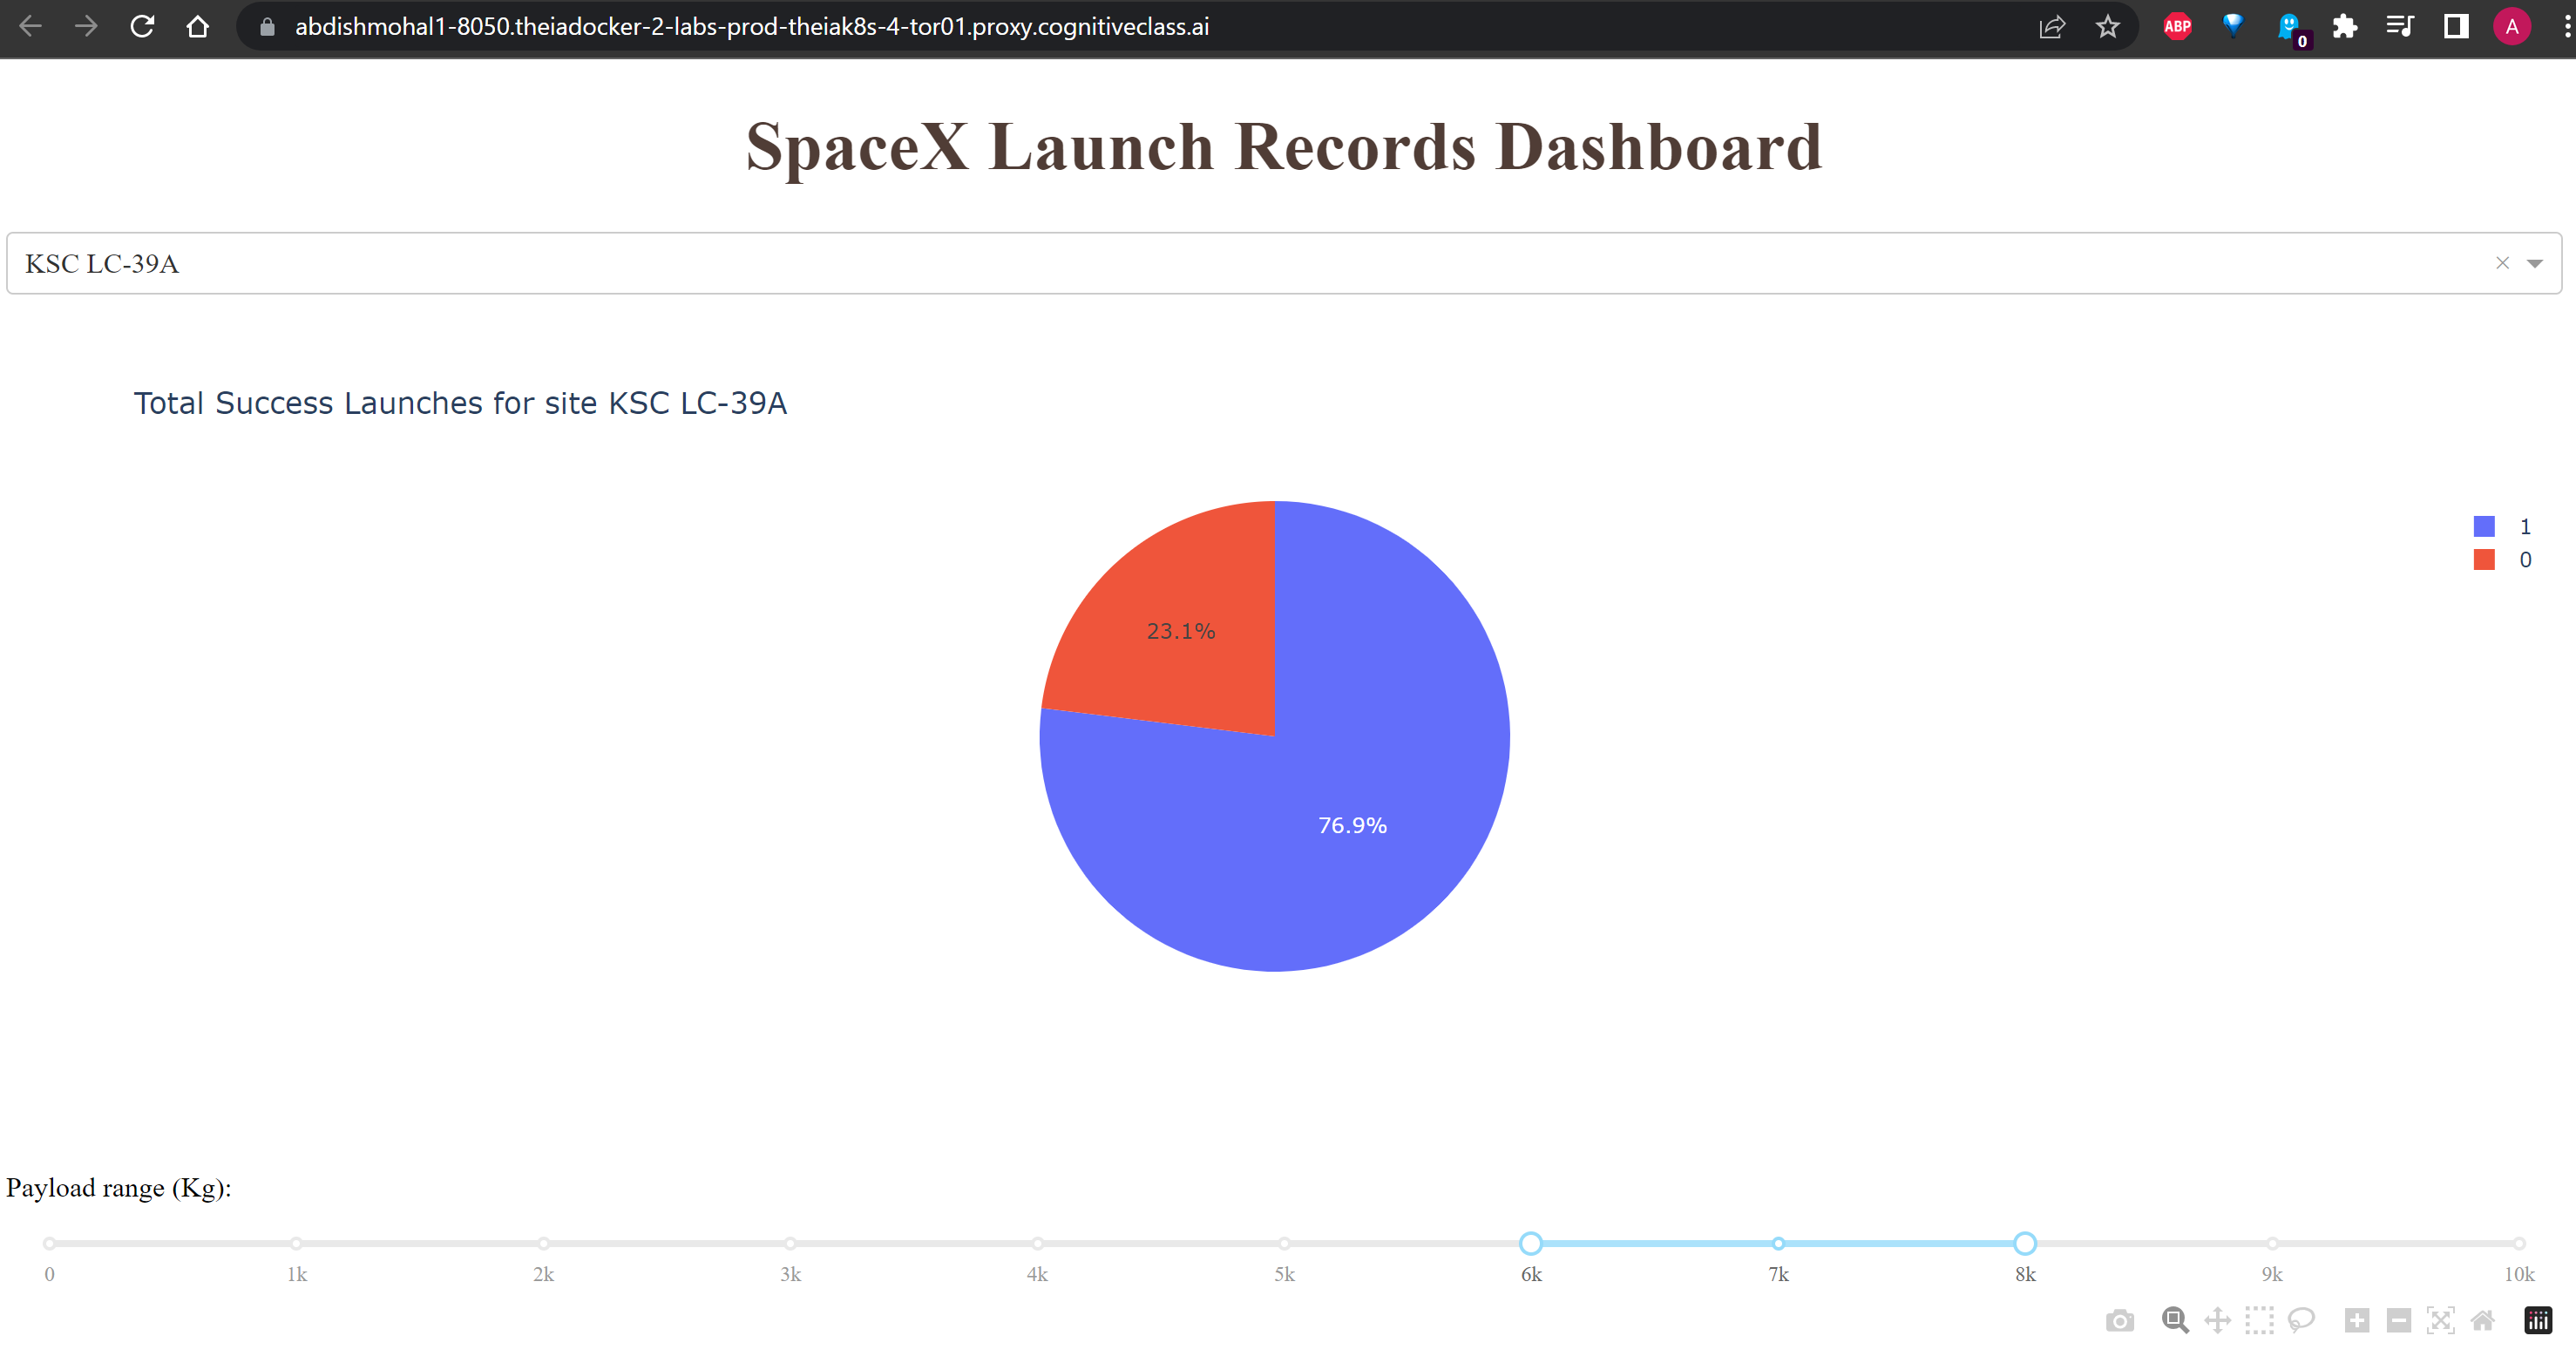 abdishmohal1-8050.theiadocker-2-labs-prod-theiak8s-4-tor01.proxy.cognitiveclass.ai
ABP
0
A
SpaceX Launch Records Dashboard
KSC LC-39A
Total Success Launches for site KSC LC-39A
1
0
23.1%
76.9%
Payload range (Kg):
0 1k 2k 3k 4k 5k 6k 7k 8k 9k 10k